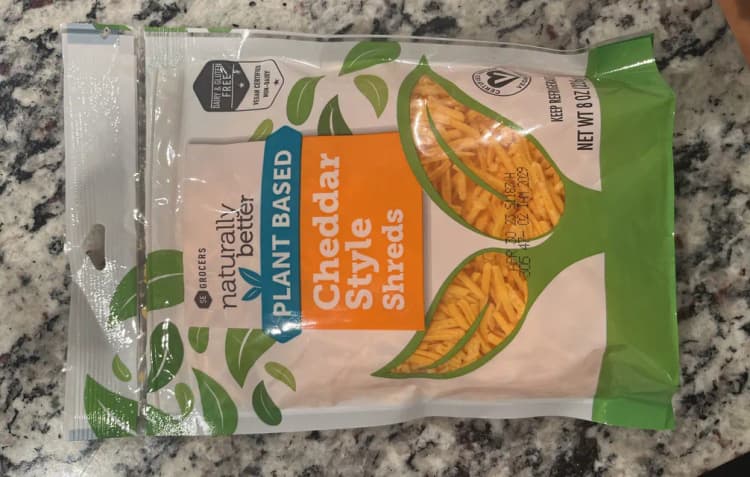 DAIRY & GLUTEN
FREE
VEGAN CERTIFIED
NON-DAIRY
SE GROCERS
naturally
better
PLANT BASED
Cheddar
Style
Shreds
KEEP REFRIGERATED
NET WT 8 OZ